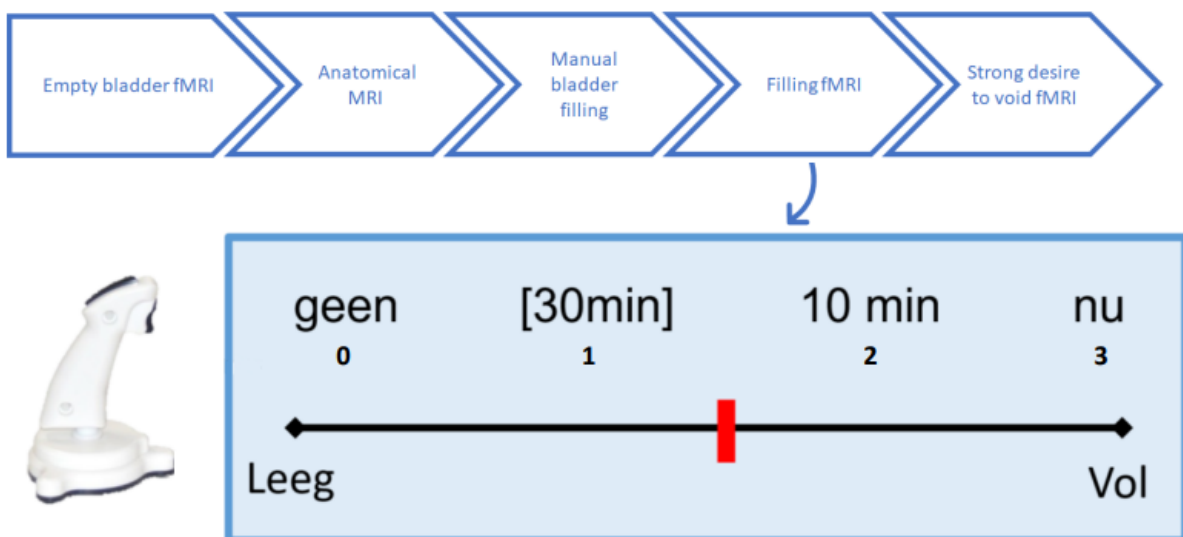 Empty bladder fMRI
Anatomical
MRI
Manual
bladder
filling
Filling fMRI
Strong desire
to void fMRI
geen [30min] 10 min nu
0 1 2 3
Leeg Vol